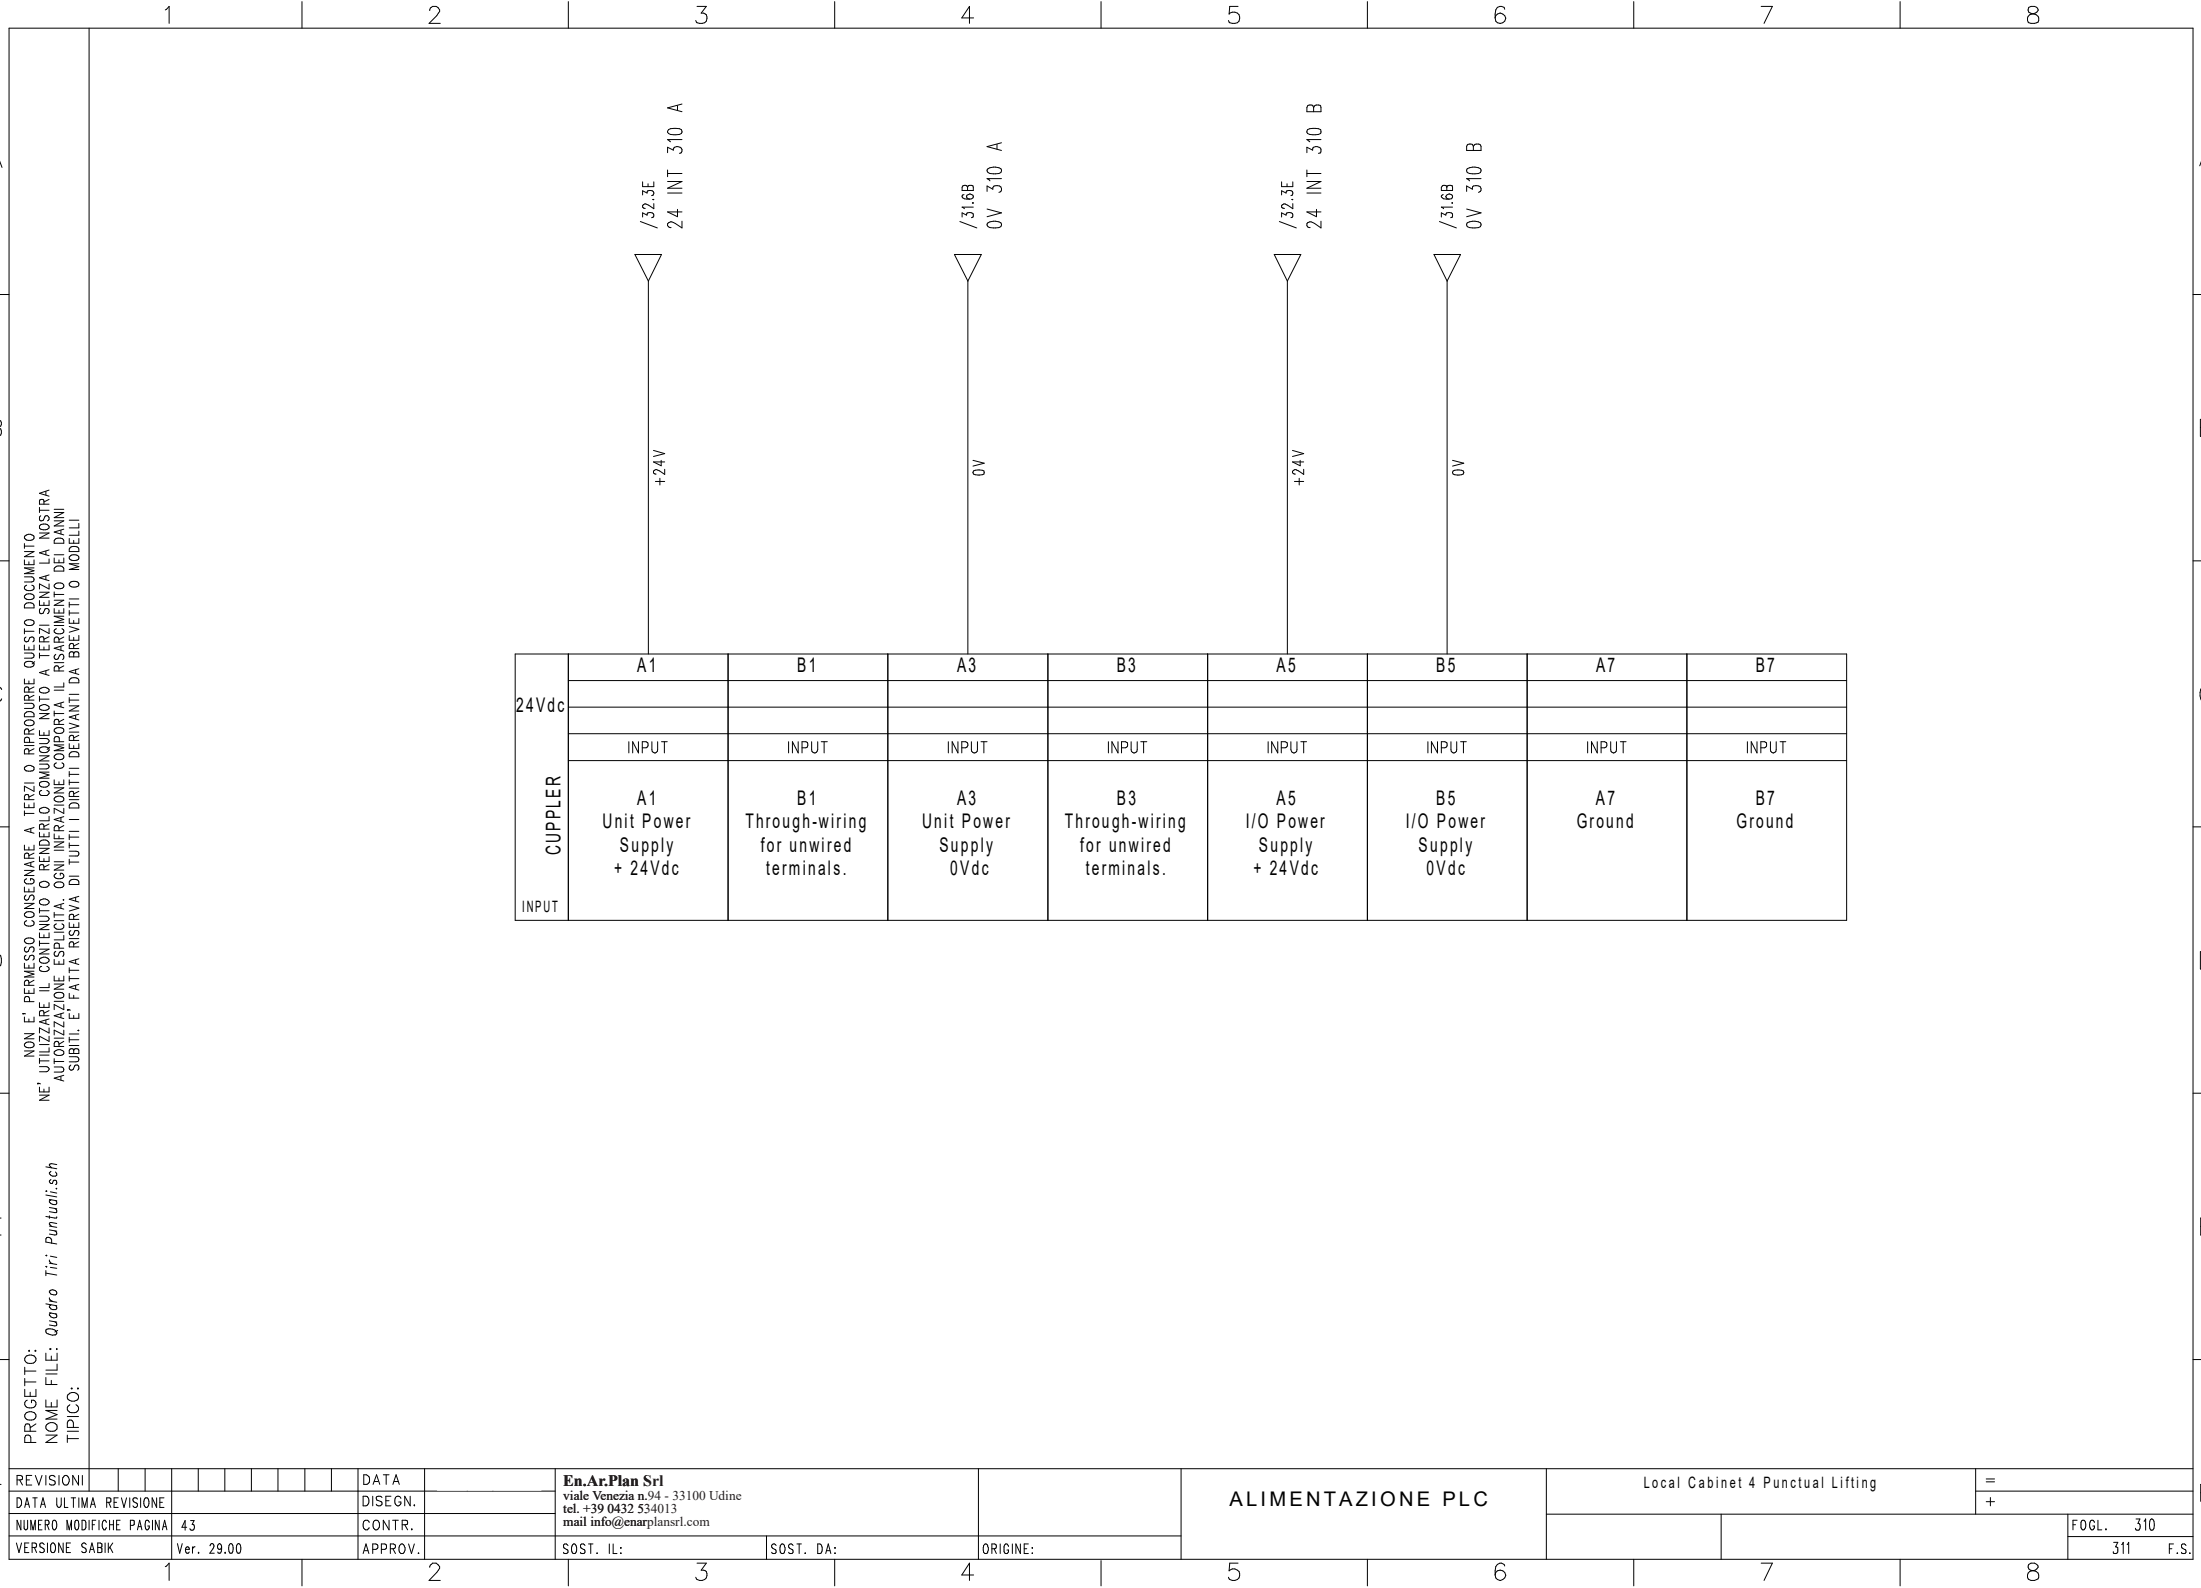 1 2 3 4 5 6 7 8
/32.3E
24 INT 310 A
/31.6B
0V 310 A
/32.3E
24 INT 310 B
/31.6B
0V 310 B
+24V
0V
+24V
0V
A1 B1 A3 B3 A5 B5 A7 B7
24Vdc
INPUT INPUT INPUT INPUT INPUT INPUT INPUT INPUT
CUPPLER
INPUT
A1
Unit Power
Supply
+ 24Vdc
B1
Through-wiring
for unwired
terminals.
A3
Unit Power
Supply
0Vdc
B3
Through-wiring
for unwired
terminals.
A5
I/O Power
Supply
+ 24Vdc
B5
I/O Power
Supply
0Vdc
A7
Ground
B7
Ground
NON E' PERMESSO CONSEGNARE A TERZI O RIPRODURRE QUESTO DOCUMENTO
NE' UTILIZZARE IL CONTENUTO O RENDERLO COMUNQUE NOTO A TERZI SENZA LA NOSTRA
AUTORIZZAZIONE ESPLICITA. OGNI INFRAZIONE COMPORTA IL RISARCIMENTO DEI DANNI
SUBITI. E' FATTA RISERVA DI TUTTI I DIRITTI DERIVANTI DA BREVETTI O MODELLI
PROGETTO:
NOME FILE: Quadro Tiri Puntuali.sch
TIPICO:
REVISIONI
DATA ULTIMA REVISIONE
NUMERO MODIFICHE PAGINA 43
VERSIONE SABIK Ver. 29.00
DATA
DISEGN.
CONTR.
APPROV.
En.Ar.Plan Srl
viale Venezia n.94 - 33100 Udine
tel. +39 0432 534013
mail info@enarplansrl.com
SOST. IL: SOST. DA: ORIGINE:
ALIMENTAZIONE PLC
Local Cabinet 4 Punctual Lifting
=
+
FOGL. 310
311 F.S.
1 2 3 4 5 6 7 8